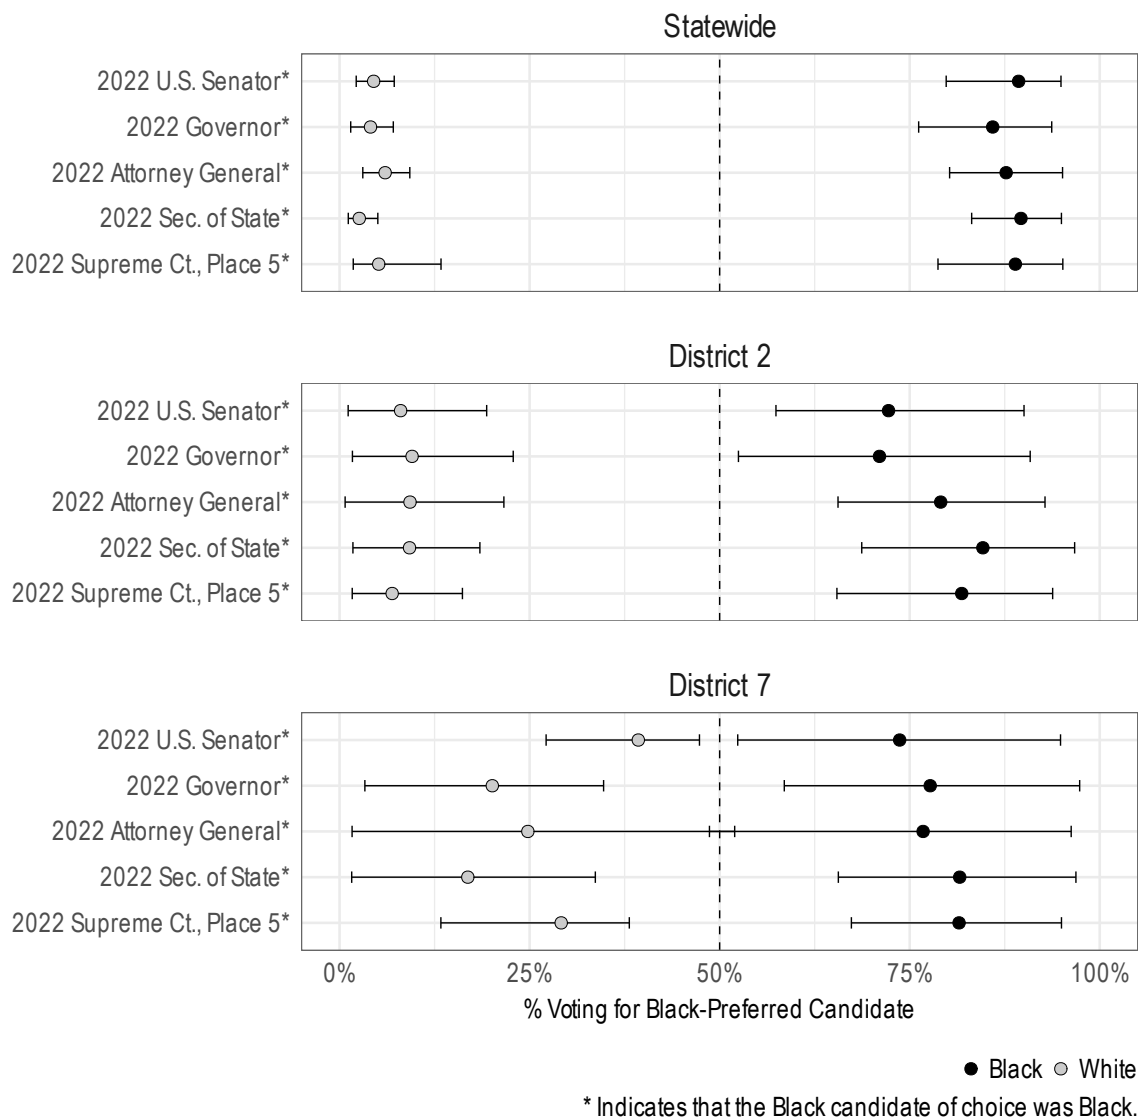 Statewide
2022 U.S. Senator*
2022 Governor*
2022 Attorney General*
2022 Sec. of State*
2022 Supreme Ct., Place 5*
District 2
2022 U.S. Senator*
2022 Governor*
2022 Attorney General*
2022 Sec. of State*
2022 Supreme Ct., Place 5*
District 7
2022 U.S. Senator*
2022 Governor*
2022 Attorney General*
2022 Sec. of State*
2022 Supreme Ct., Place 5*
0% 25% 50% 75% 100%
% Voting for Black-Preferred Candidate
Black White
* Indicates that the Black candidate of choice was Black.